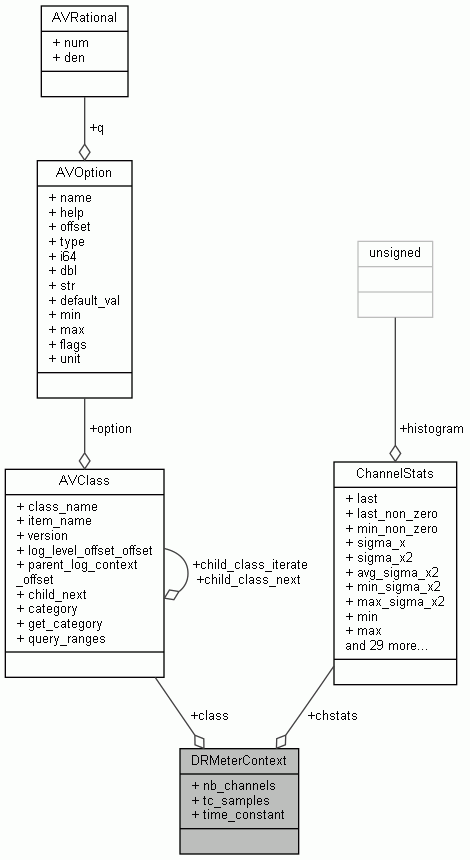 AVRational
+ num
+ den
+q
AVOption
+ name
+ help
+ offset
+ type
+ i64
+ dbl
+ str
+ default_val
+ min
+ max
+ flags
+ unit
unsigned
+option
+histogram
AVClass
+ class_name
+ item_name
+ version
+ log_level_offset_offset
+ parent_log_context
_offset
+ child_next
+ category
+ get_category
+ query_ranges
+child_class_iterate
+child_class_next
ChannelStats
+ last
+ last_non_zero
+ min_non_zero
+ sigma_x
+ sigma_x2
+ avg_sigma_x2
+ min_sigma_x2
+ max_sigma_x2
+ min
+ max
and 29 more...
+class
+chstats
DRMeterContext
+ nb_channels
+ tc_samples
+ time_constant